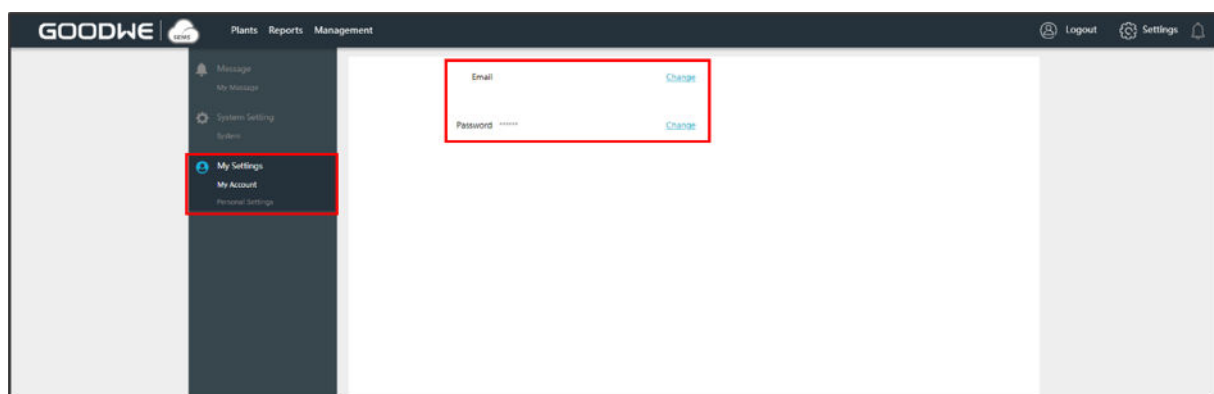 GOODWE SEMS Plants Reports Management Logout Settings
Message
My Message
System Setting
System
My Settings
My Account
Personal Settings
Email Change
Password ****** Change